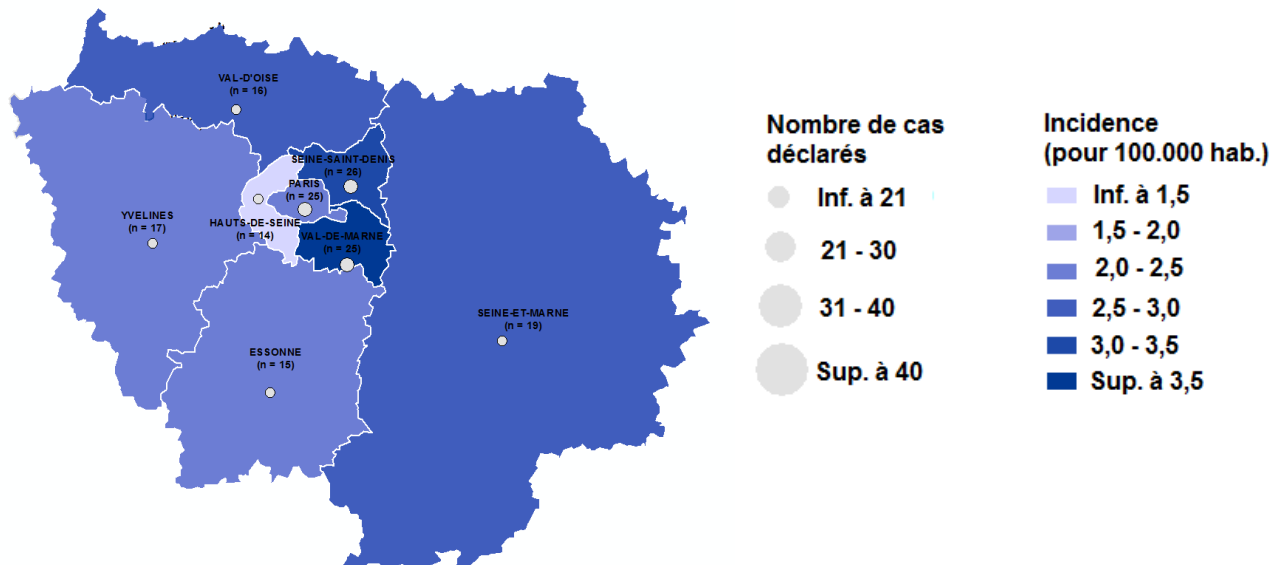 VAL-D'OISE
(n = 16)
SEINE-SAINT-DENIS
(n = 26)
PARIS
(n = 25)
YVELINES
(n = 17)
HAUTS-DE-SEINE
(n = 14)
VAL-DE-MARNE
(n = 25)
SEINE-ET-MARNE
(n = 19)
ESSONNE
(n = 15)
Nombre de cas
déclarés
Inf. à 21
21 - 30
31 - 40
Sup. à 40
Incidence
(pour 100.000 hab.)
Inf. à 1,5
1,5 - 2,0
2,0 - 2,5
2,5 - 3,0
3,0 - 3,5
Sup. à 3,5